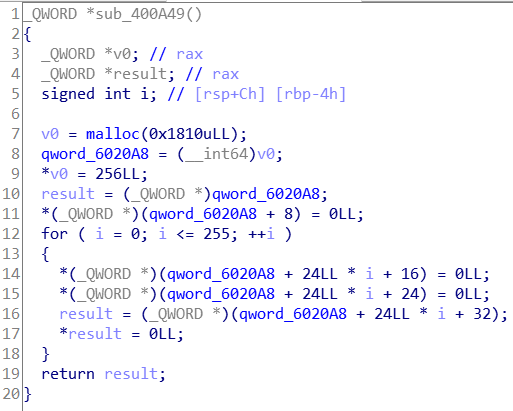 1 _QWORD *sub_400A49()
2 {
3 _QWORD *v0; // rax
4 _QWORD *result; // rax
5 signed int i; // [rsp+Ch] [rbp-4h]
6
7 v0 = malloc(0x1810uLL);
8 qword_6020A8 = (__int64)v0;
9 *v0 = 256LL;
10 result = (_QWORD *)qword_6020A8;
11 *(_QWORD *)(qword_6020A8 + 8) = 0LL;
12 for ( i = 0; i <= 255; ++i )
13 {
14 *(_QWORD *)(qword_6020A8 + 24LL * i + 16) = 0LL;
15 *(_QWORD *)(qword_6020A8 + 24LL * i + 24) = 0LL;
16 result = (_QWORD *)(qword_6020A8 + 24LL * i + 32);
17 *result = 0LL;
18 }
19 return result;
20 }